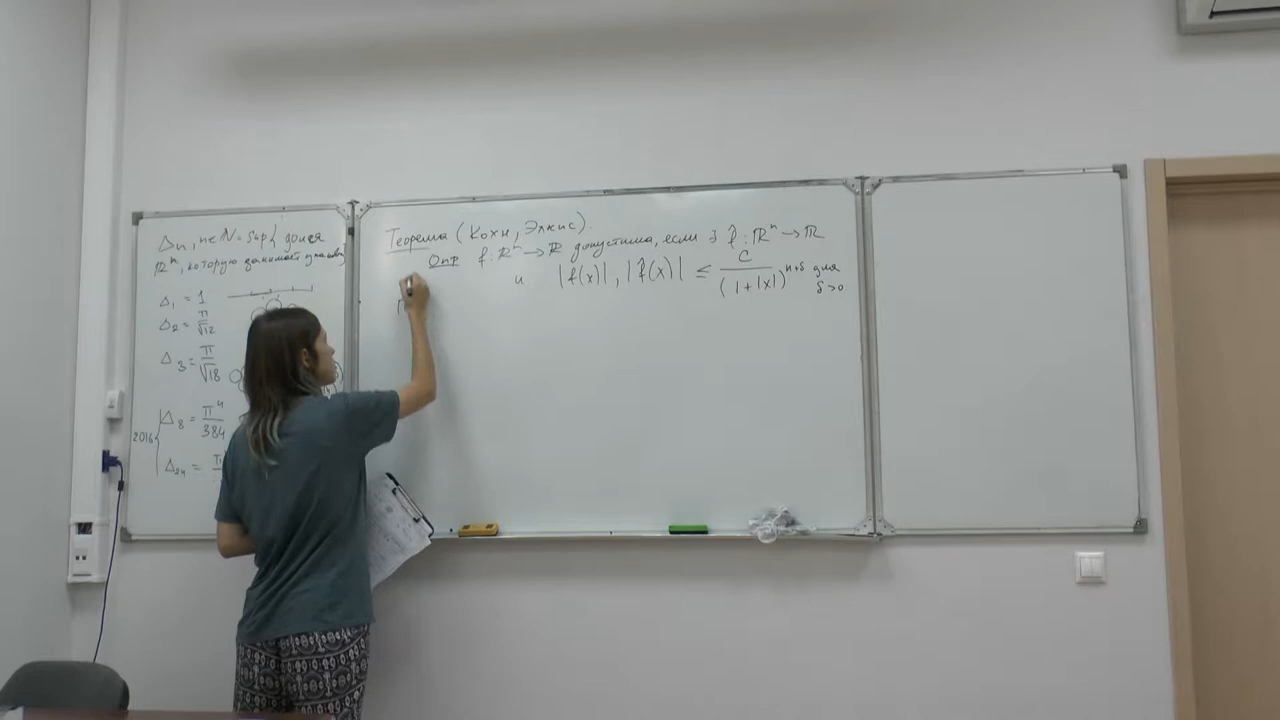 Δn, n∈N = sup{ доля
ℝⁿ, которую занимает
Δ₁ = 1
Δ₂ = π/√12
Δ₃ = π/√18
2016 { Δ₈ = π⁴/384
Δ₂₄ = π
Теорема (Кохн, Элкис).
Опр f: ℝⁿ → ℝ допустима, если ∃ f̂: ℝⁿ → ℝ
и |f(x)|, |f̂(x)| ≤ C/(1+|x|)ⁿ⁺ᵟ для
δ>0